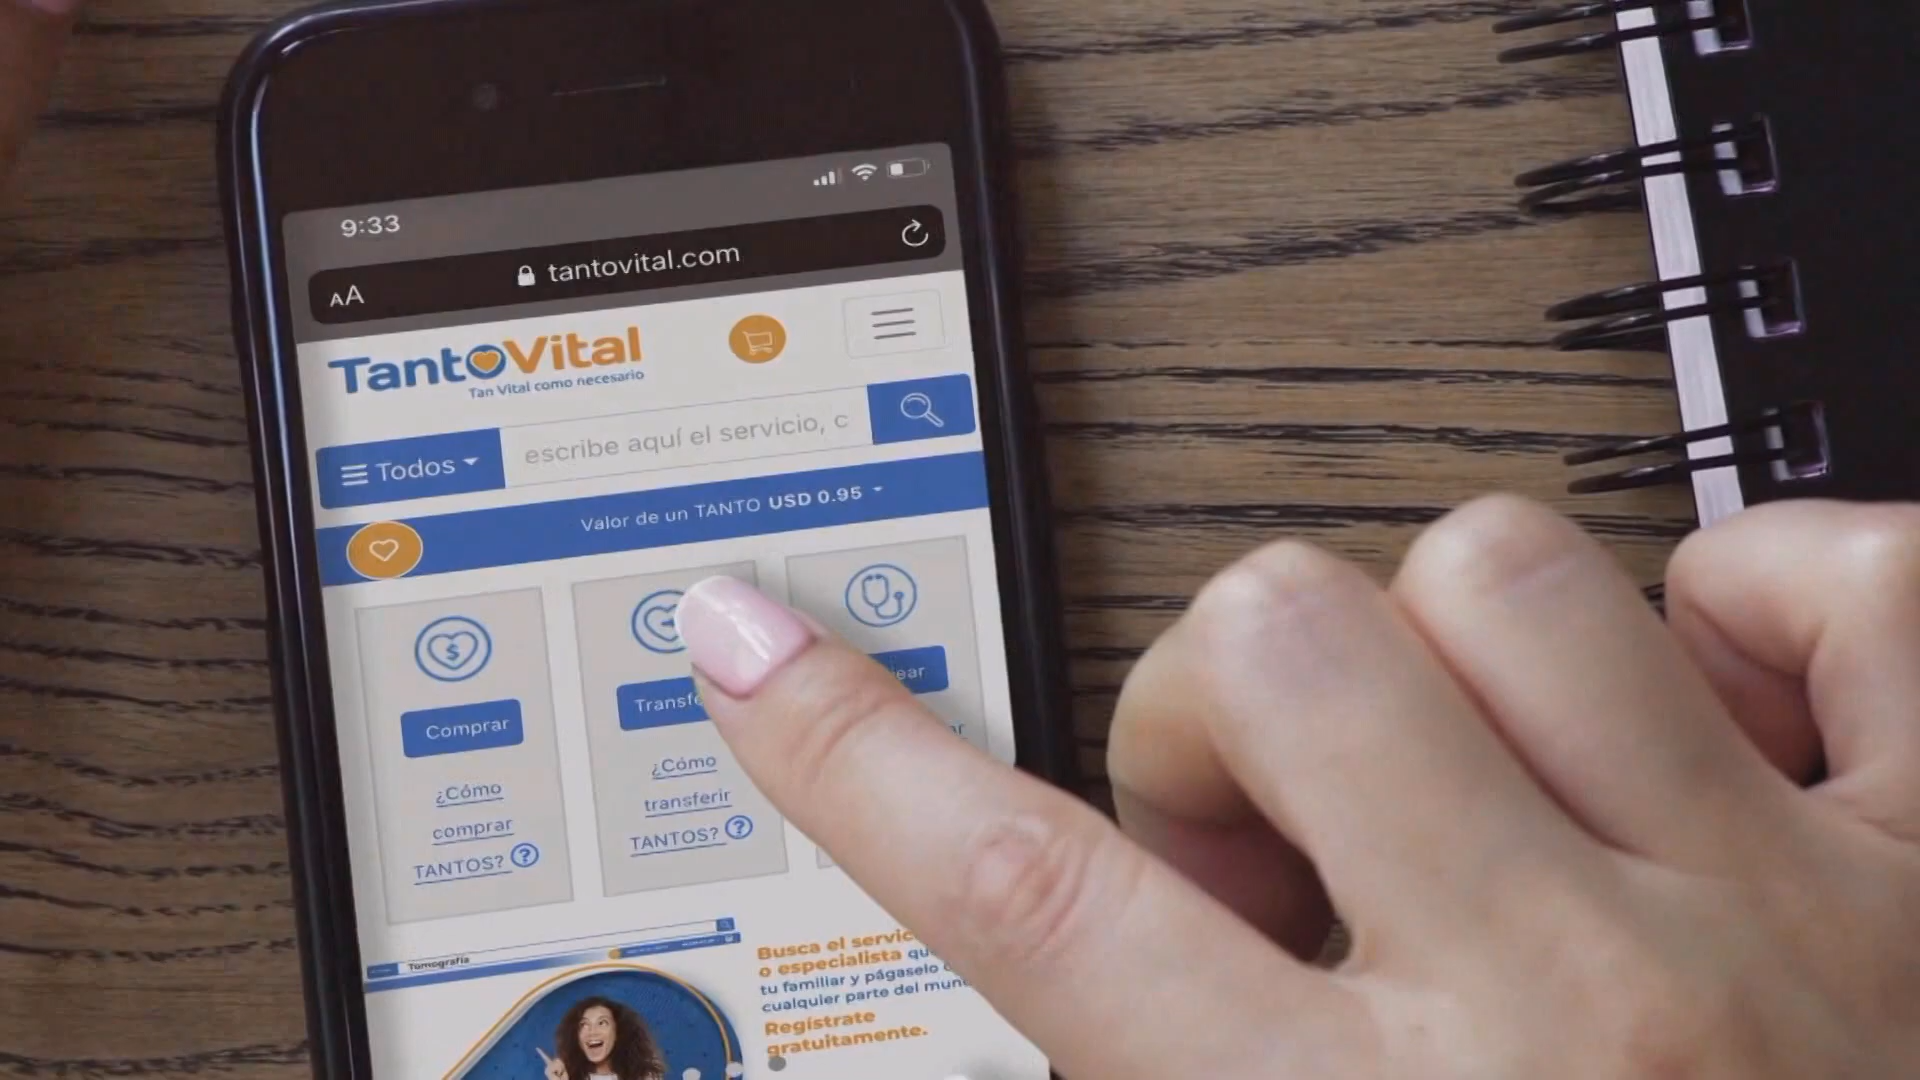 9:33
AA
tantovital.com
TantoVital
Tan Vital como necesario
Todos
escribe aquí el servicio, c
Valor de un TANTO USD 0.95
$
Comprar
¿Cómo
comprar
TANTOS? ?
Transfe
¿Cómo
transferir
TANTOS? ?
ear
ar
Tomografía
Busca el servic
o especialista qu
tu familiar y págaselo
cualquier parte del mun
Regístrate
gratuitamente.